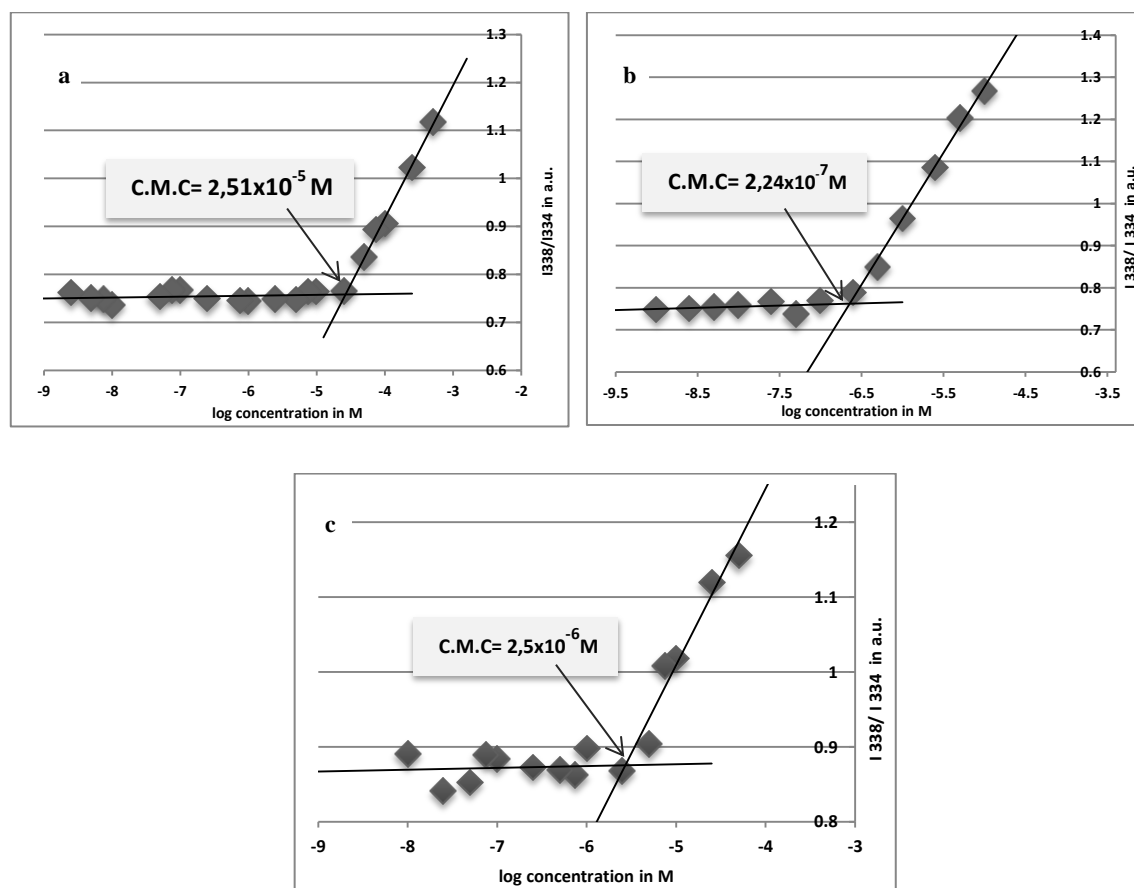 a
1.3
1.2
1.1
1
0.9
0.8
0.7
0.6
C.M.C= 2,51x10⁻⁵ M
I338/I334 in a.u.
-9 -8 -7 -6 -5 -4 -3 -2
log concentration in M
b
1.4
1.3
1.2
1.1
1
0.9
0.8
0.7
0.6
C.M.C= 2,24x10⁻⁷M
I 338/ I 334 in a.u.
-9.5 -8.5 -7.5 -6.5 -5.5 -4.5 -3.5
log concentration in M
c
1.2
1.1
1
0.9
0.8
C.M.C= 2,5x10⁻⁶M
I 338/ I 334 in a.u.
-9 -8 -7 -6 -5 -4 -3
log concentration in M